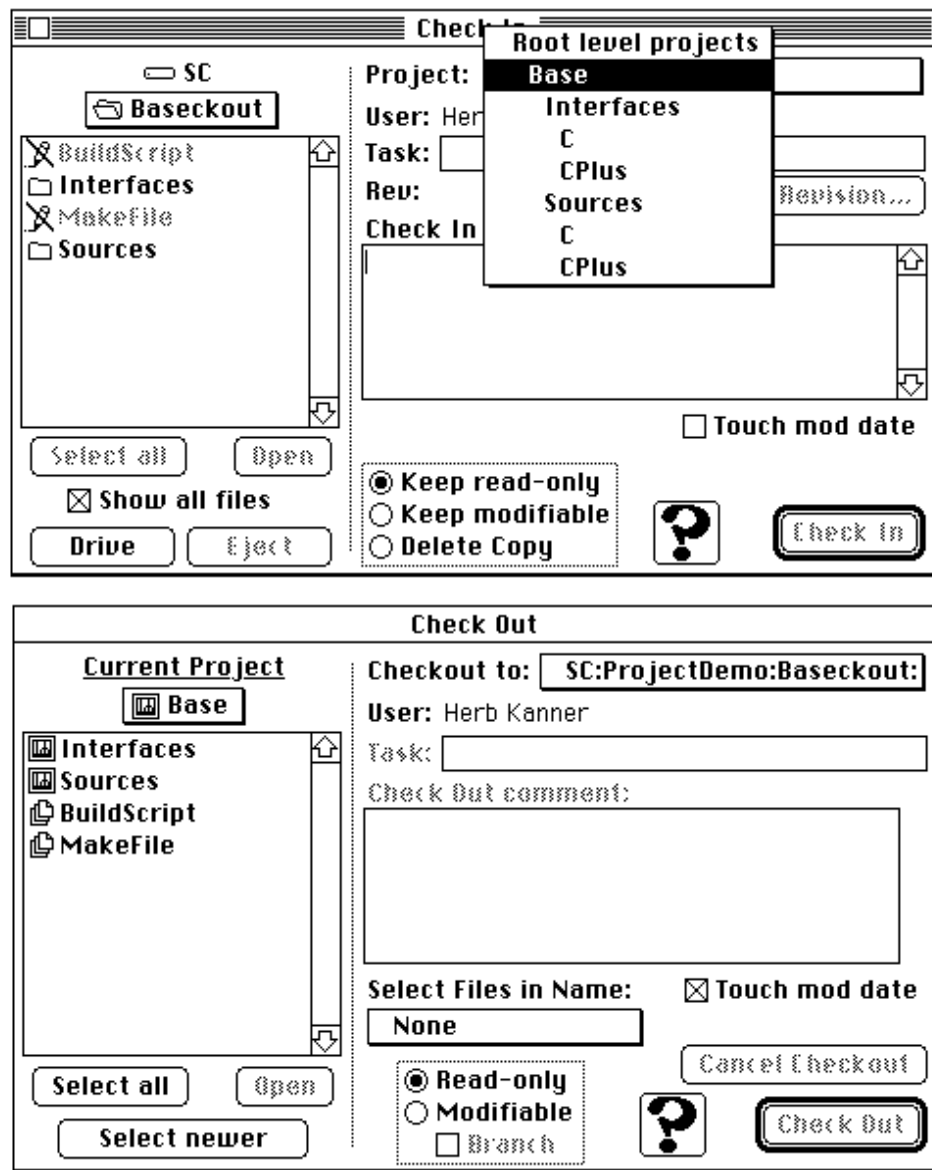 Check In
Root level projects
SC
Project:
Base
Baseckout
Interfaces
User: Her
BuildScript
C
Task:
Interfaces
CPlus
Rev:
Revision...
MakeFile
Sources
Check In
Sources
C
CPlus
Touch mod date
Select all
Open
Keep read-only
Show all files
Keep modifiable
Check In
Drive
Eject
Delete Copy
Check Out
Current Project
Checkout to:
SC:ProjectDemo:Baseckout:
Base
User: Herb Kanner
Interfaces
Task:
Sources
Check Out comment:
BuildScript
MakeFile
Select Files in Name:
Touch mod date
None
Cancel Checkout
Select all
Open
Read-only
Modifiable
Check Out
Select newer
Branch